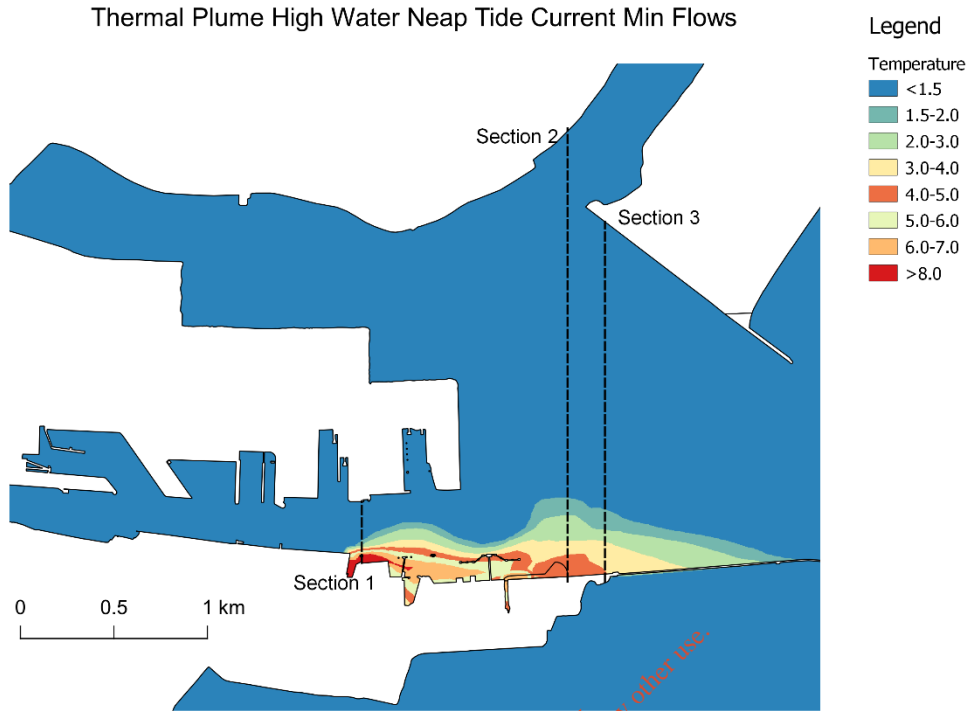 Thermal Plume High Water Neap Tide Current Min Flows
Legend
Temperature
<1.5
1.5-2.0
2.0-3.0
3.0-4.0
4.0-5.0
5.0-6.0
6.0-7.0
>8.0
Section 2
Section 3
Section 1
0 0.5 1 km
other use.